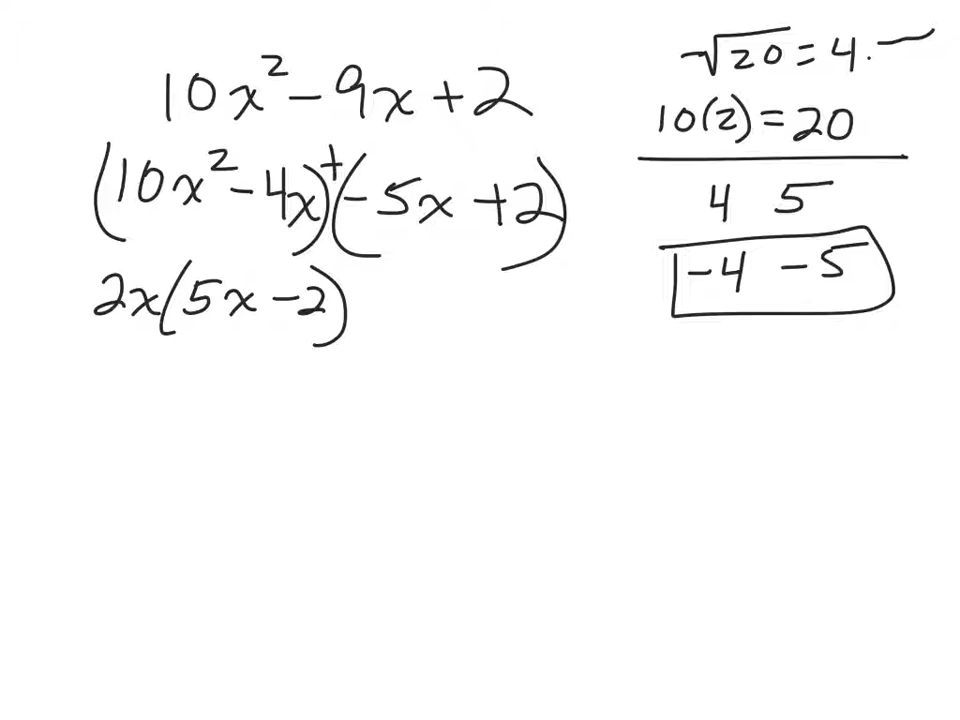 10x² - 9x + 2
(10x² - 4x) + (-5x + 2)
2x(5x - 2)
√20 = 4.
10(2) = 20
4 5
-4 -5